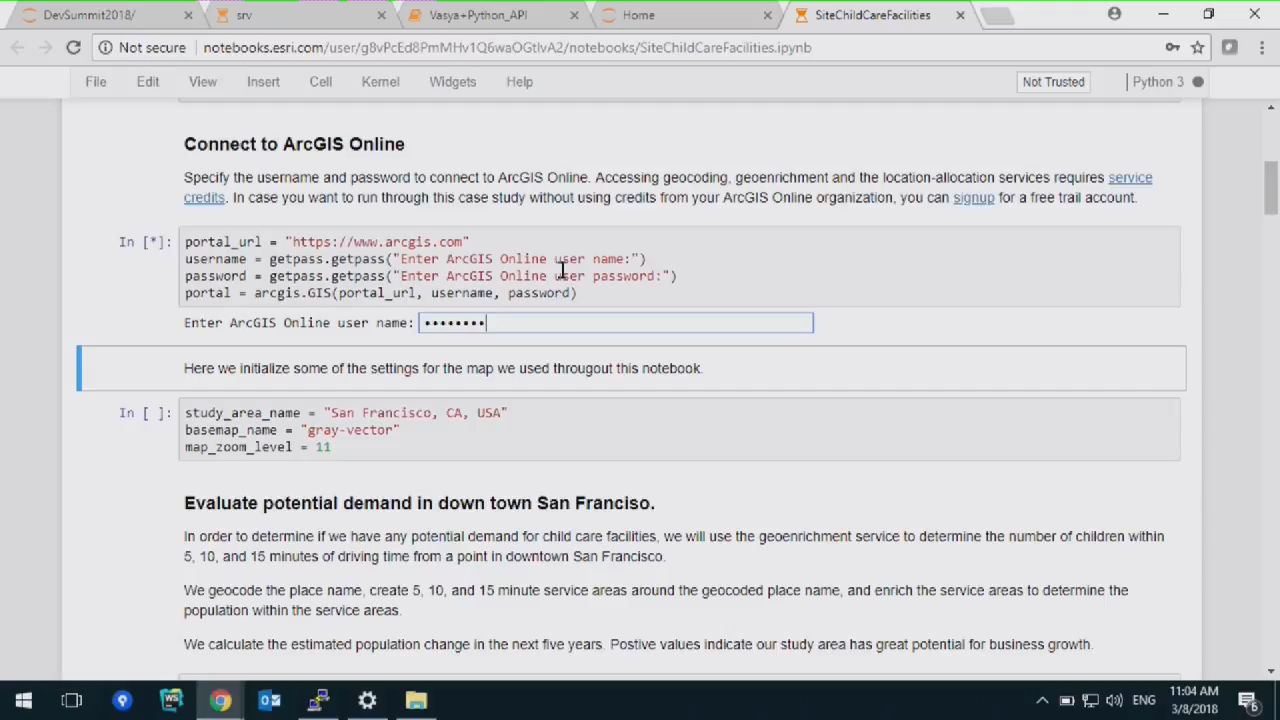 DevSummit2018/
srv
Vasya+Python_API
Home
SiteChildCareFacilities
Not secure
notebooks.esri.com/user/g8vPcEd8PmMHv1Q6waOGtlvA2/notebooks/SiteChildCareFacilities.ipynb
File Edit View Insert Cell Kernel Widgets Help
Not Trusted
Python 3
Connect to ArcGIS Online
Specify the username and password to connect to ArcGIS Online. Accessing geocoding, geoenrichment and the location-allocation services requires service
credits. In case you want to run through this case study without using credits from your ArcGIS Online organization, you can signup for a free trail account.
In [*]: portal_url = "https://www.arcgis.com"
username = getpass.getpass("Enter ArcGIS Online user name:")
password = getpass.getpass("Enter ArcGIS Online user password:")
portal = arcgis.GIS(portal_url, username, password)
Enter ArcGIS Online user name: ••••••••
Here we initialize some of the settings for the map we used througout this notebook.
In [ ]: study_area_name = "San Francisco, CA, USA"
basemap_name = "gray-vector"
map_zoom_level = 11
Evaluate potential demand in down town San Franciso.
In order to determine if we have any potential demand for child care facilities, we will use the geoenrichment service to determine the number of children within
5, 10, and 15 minutes of driving time from a point in downtown San Francisco.
We geocode the place name, create 5, 10, and 15 minute service areas around the geocoded place name, and enrich the service areas to determine the
population within the service areas.
We calculate the estimated population change in the next five years. Postive values indicate our study area has great potential for business growth.
WS
ENG
11:04 AM
3/8/2018
6